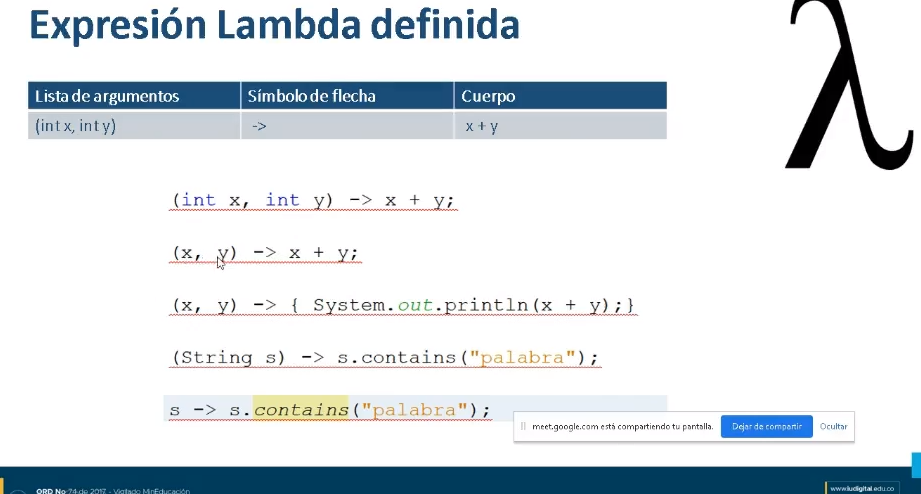 Expresión Lambda definida
λ
Lista de argumentos Símbolo de flecha Cuerpo
(int x, int y) -> x + y
(int x, int y) -> x + y;
(x, y) -> x + y;
(x, y) -> { System.out.println(x + y);}
(String s) -> s.contains("palabra");
s -> s.contains("palabra");
meet.google.com está compartiendo tu pantalla. Dejar de compartir Ocultar
ORD No 74 de 2017 - Vigilado MinEducación
www.iudigital.edu.co